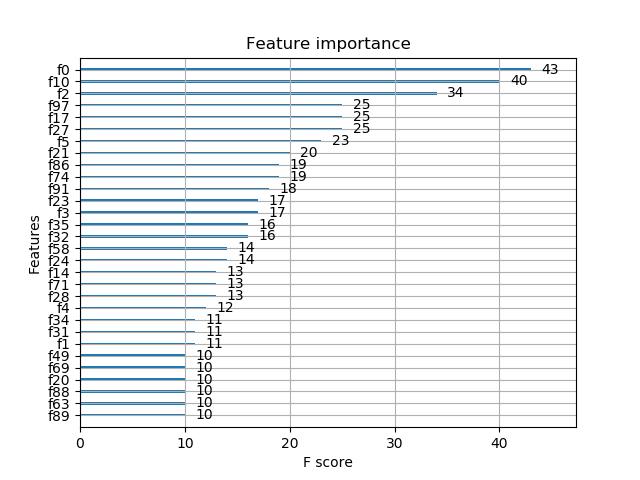 Feature importance
Features
f0 43
f10 40
f2 34
f97 25
f17 25
f27 25
f5 23
f21 20
f86 19
f74 19
f91 18
f23 17
f3 17
f35 16
f32 16
f58 14
f24 14
f14 13
f71 13
f28 13
f4 12
f34 11
f31 11
f1 11
f49 10
f69 10
f20 10
f88 10
f63 10
f89 10
0 10 20 30 40
F score